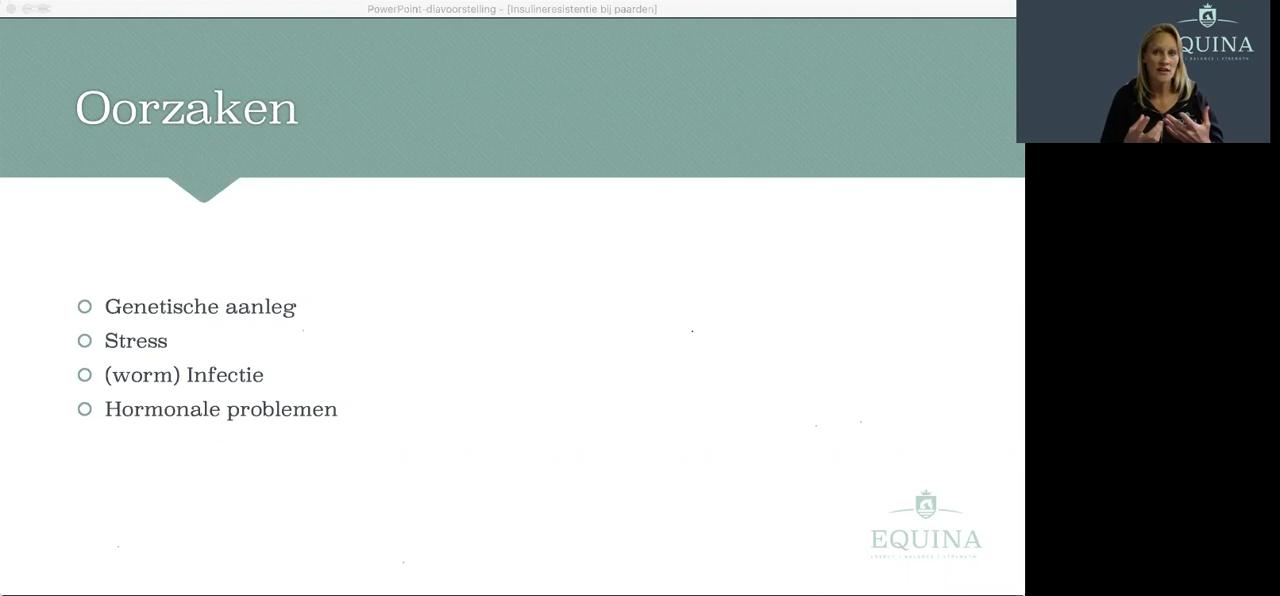 PowerPoint-diavoorstelling - [Insulineresistentie bij paarden]
QUINA
Oorzaken
Genetische aanleg
Stress
(worm) Infectie
Hormonale problemen
EQUINA